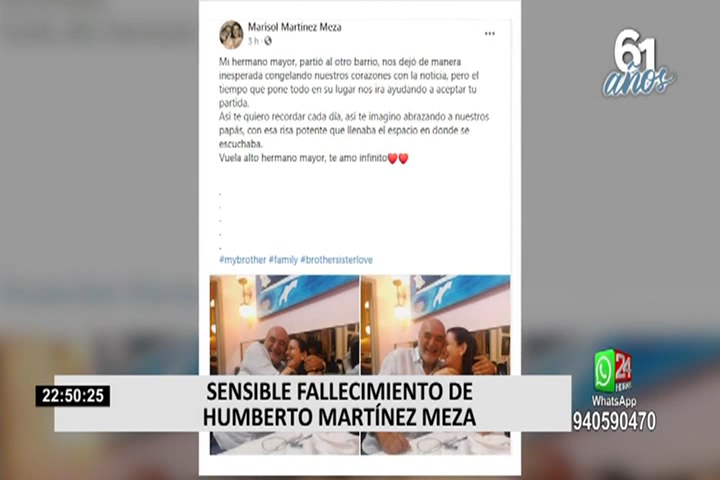 Marisol Martínez Meza
3 h
Mi hermano mayor, partió al otro barrio, nos dejó de manera
inesperada congelando nuestros corazones con la noticia, pero el
tiempo que pone todo en su lugar nos ira ayudando a aceptar tu
partida.
Asi te quiero recordar cada día, asi te imagino abrazando a nuestros
papás, con esa risa potente que llenaba el espacio en donde se
escuchaba.
Vuela alto hermano mayor, te amo infinito
.
.
.
.
.
#mybrother #family #brothersisterlove
61
años
SENSIBLE FALLECIMIENTO DE
HUMBERTO MARTÍNEZ MEZA
22:50:25
24
HORAS
WhatsApp
940590470